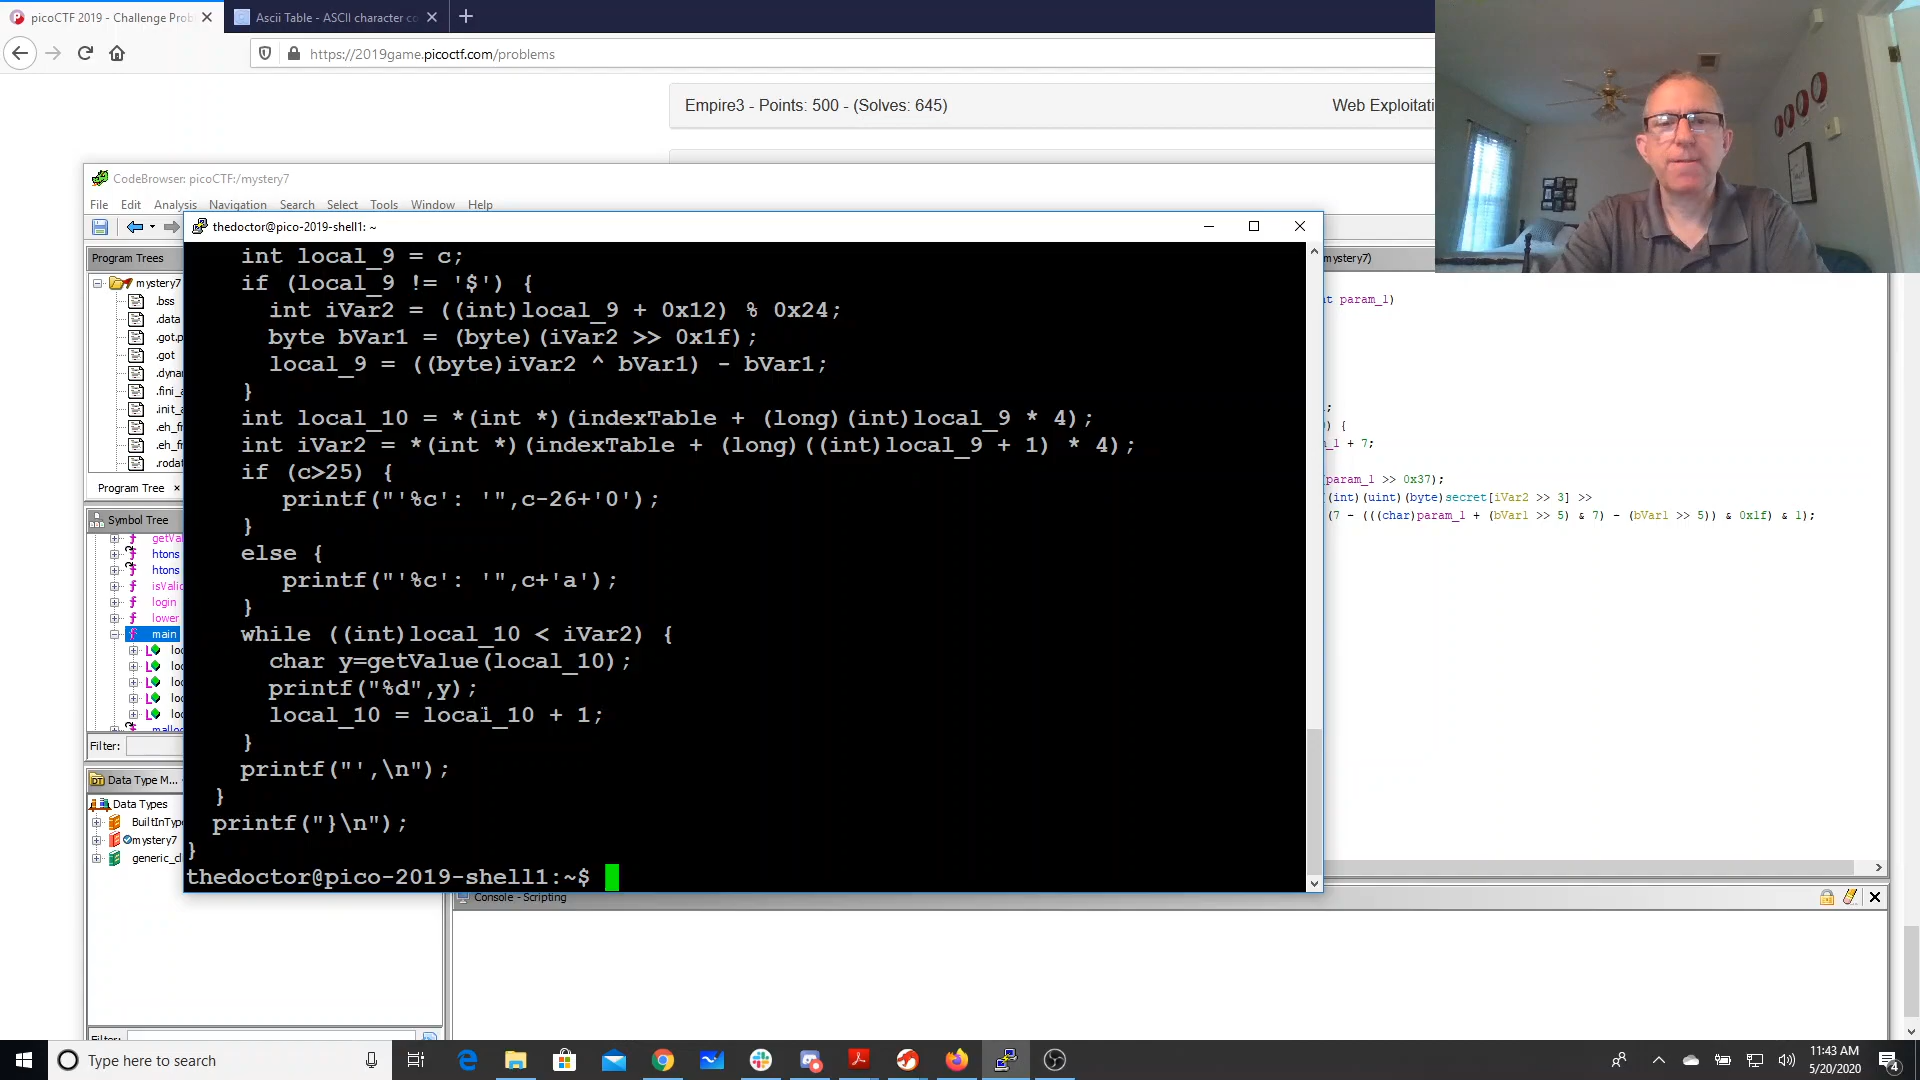 picoCTF 2019 - Challenge Prob
Ascii Table - ASCII character co
https://2019game.picoctf.com/problems
Empire3 - Points: 500 - (Solves: 645)
Web Exploitati
CodeBrowser: picoCTF:/mystery7
File Edit Analysis Navigation Search Select Tools Window Help
thedoctor@pico-2019-shell1: ~
Program Trees
mystery7
.bss
.data
.got.p
.got
.dyna
.fini_a
.init_a
.eh_fr
.eh_fr
.rodat
Program Tree
Symbol Tree
getVal
htons
htons
isValid
login
lower
main
loc
loc
loc
loc
loc
malloc
Filter:
Data Type M...
Data Types
BuiltInType
mystery7
generic_cl
Filter:
int local_9 = c;
if (local_9 != '$') {
int iVar2 = ((int)local_9 + 0x12) % 0x24;
byte bVar1 = (byte)(iVar2 >> 0x1f);
local_9 = ((byte)iVar2 ^ bVar1) - bVar1;
}
int local_10 = *(int *)(indexTable + (long)(int)local_9 * 4);
int iVar2 = *(int *)(indexTable + (long)((int)local_9 + 1) * 4);
if (c>25) {
printf("'%c': '",c-26+'0');
}
else {
printf("'%c': '",c+'a');
}
while ((int)local_10 < iVar2) {
char y=getValue(local_10);
printf("%d",y);
local_10 = local_10 + 1;
}
printf("',\n");
}
printf("}\n");
}
thedoctor@pico-2019-shell1:~$
mystery7)
t param_1)
;
) {
_1 + 7;
param_1 >> 0x37);
(int)(uint)(byte)secret[iVar2 >> 3] >>
(7 - (((char)param_1 + (bVar1 >> 5) & 7) - (bVar1 >> 5)) & 0x1f) & 1);
Console - Scripting
Type here to search
11:43 AM
5/20/2020
4